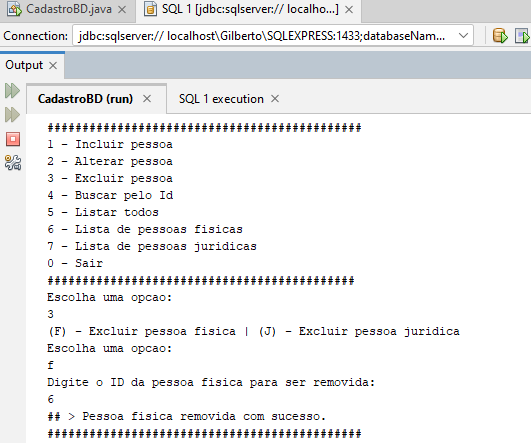 CadastroBD.java × SQL 1 [jdbc:sqlserver:// localho...] ×
Connection: jdbc:sqlserver:// localhost\Gilberto\SQLEXPRESS:1433;databaseNam...
Output ×
CadastroBD (run) × SQL 1 execution ×
#############################################
1 - Incluir pessoa
2 - Alterar pessoa
3 - Excluir pessoa
4 - Buscar pelo Id
5 - Listar todos
6 - Lista de pessoas fisicas
7 - Lista de pessoas juridicas
0 - Sair
############################################
Escolha uma opcao:
3
(F) - Excluir pessoa fisica | (J) - Excluir pessoa juridica
Escolha uma opcao:
f
Digite o ID da pessoa fisica para ser removida:
6
## > Pessoa fisica removida com sucesso.
#############################################